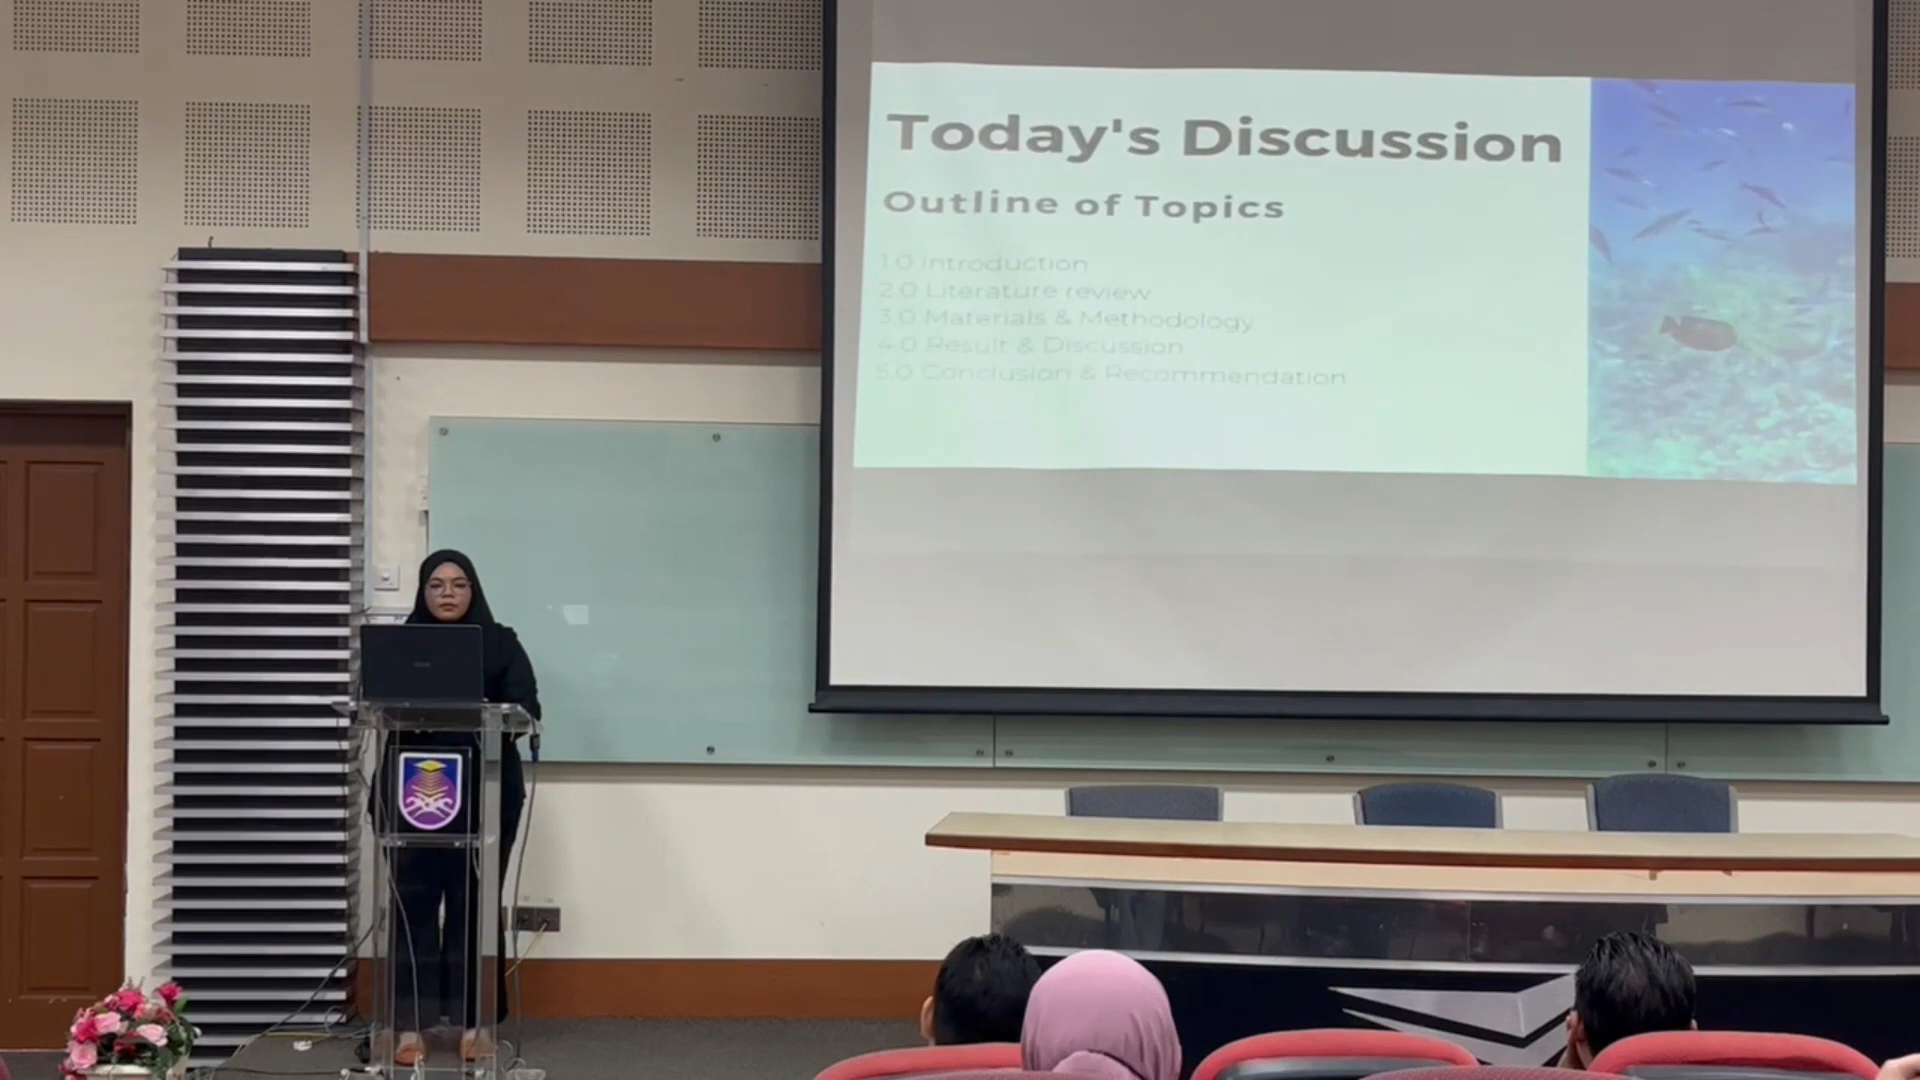 Today's Discussion
Outline of Topics
1.0 Introduction
2.0 Literature review
3.0 Materials & Methodology
4.0 Result & Discussion
5.0 Conclusion & Recommendation